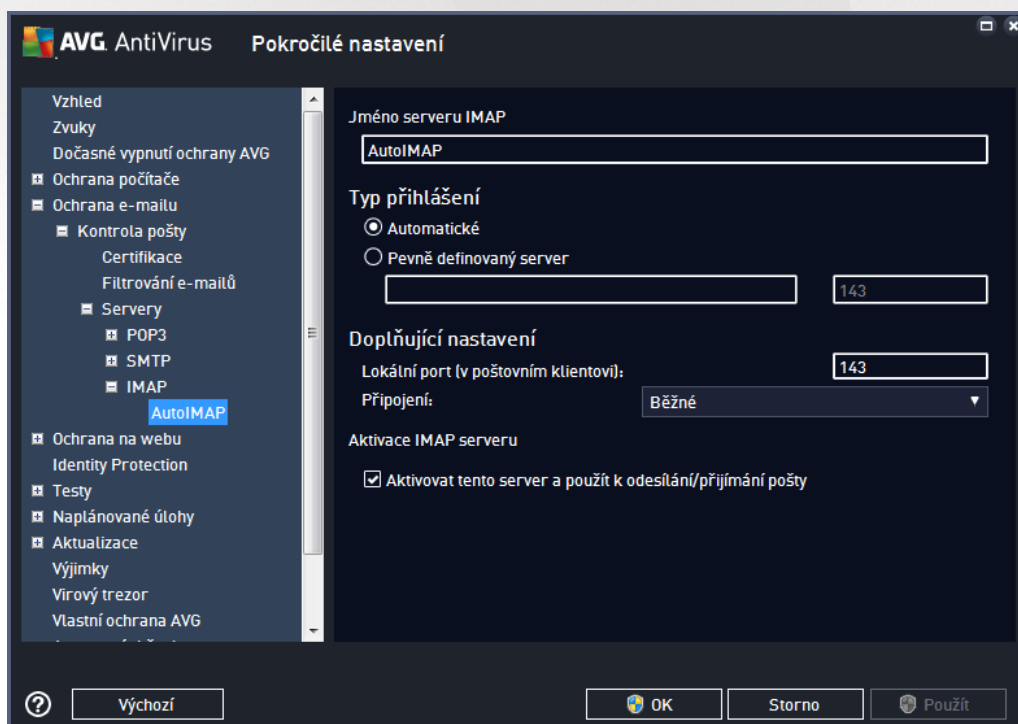 AVG. AntiVirus Pokročilé nastavení
Vzhled
Zvuky
Dočasné vypnutí ochrany AVG
Ochrana počítače
Ochrana e-mailu
Kontrola pošty
Certifikace
Filtrování e-mailů
Servery
POP3
SMTP
IMAP
AutoIMAP
Ochrana na webu
Identity Protection
Testy
Naplánované úlohy
Aktualizace
Výjimky
Virový trezor
Vlastní ochrana AVG
Jméno serveru IMAP
AutoIMAP
Typ přihlášení
Automatické
Pevně definovaný server
143
Doplňující nastavení
Lokální port (v poštovním klientovi): 143
Připojení: Běžné
Aktivace IMAP serveru
Aktivovat tento server a použít k odesílání/přijímání pošty
? Výchozí OK Storno Použít